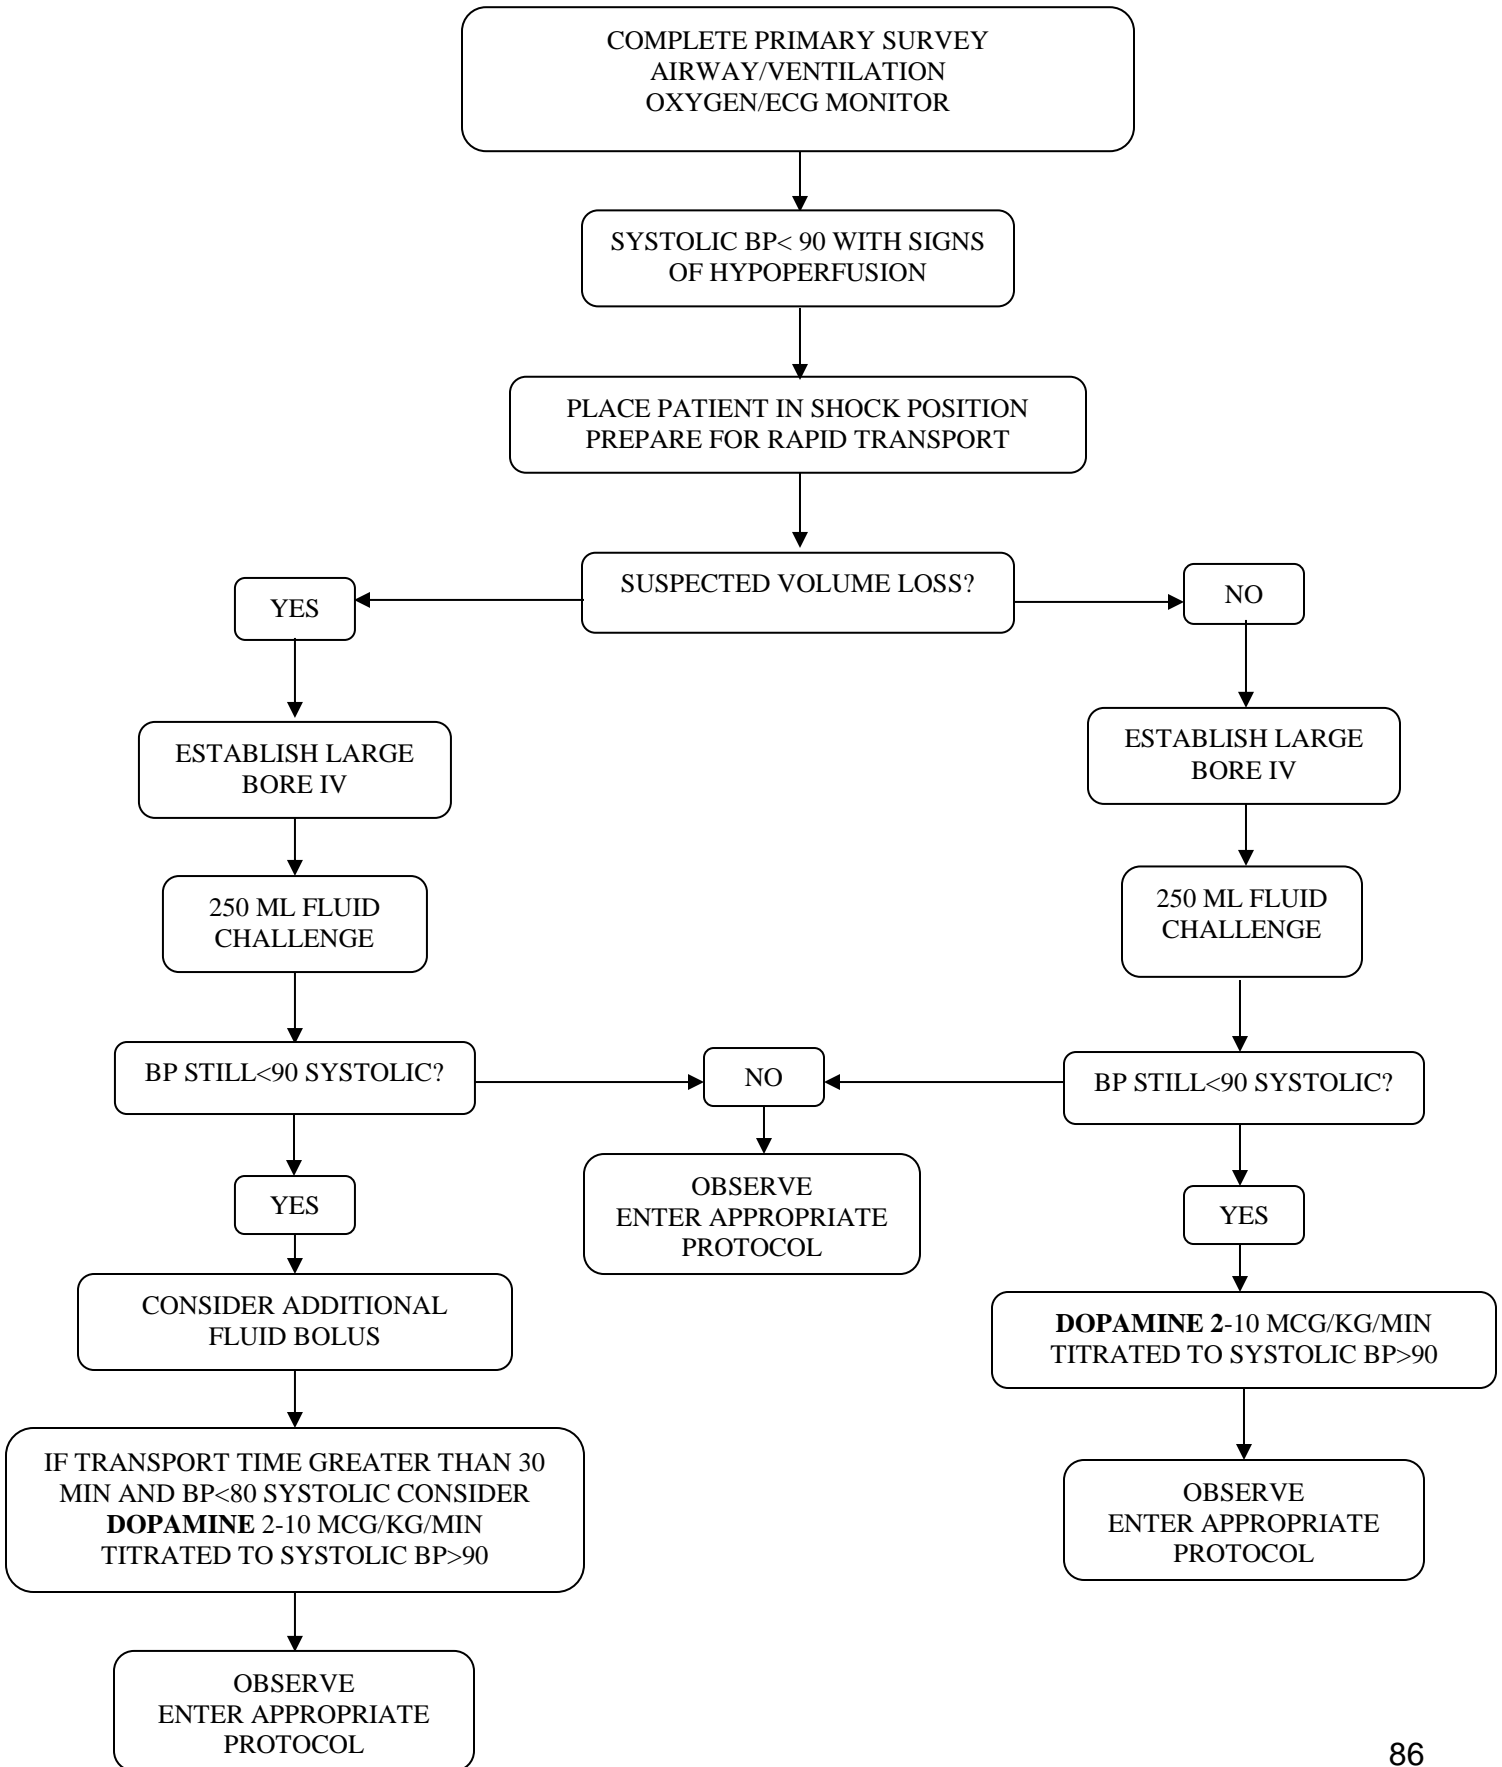 COMPLETE PRIMARY SURVEY
AIRWAY/VENTILATION
OXYGEN/ECG MONITOR
SYSTOLIC BP< 90 WITH SIGNS
OF HYPOPERFUSION
PLACE PATIENT IN SHOCK POSITION
PREPARE FOR RAPID TRANSPORT
SUSPECTED VOLUME LOSS?
YES
NO
ESTABLISH LARGE
BORE IV
ESTABLISH LARGE
BORE IV
250 ML FLUID
CHALLENGE
250 ML FLUID
CHALLENGE
BP STILL<90 SYSTOLIC?
NO
BP STILL<90 SYSTOLIC?
YES
OBSERVE
ENTER APPROPRIATE
PROTOCOL
YES
CONSIDER ADDITIONAL
FLUID BOLUS
DOPAMINE 2-10 MCG/KG/MIN
TITRATED TO SYSTOLIC BP>90
IF TRANSPORT TIME GREATER THAN 30
MIN AND BP<80 SYSTOLIC CONSIDER
DOPAMINE 2-10 MCG/KG/MIN
TITRATED TO SYSTOLIC BP>90
OBSERVE
ENTER APPROPRIATE
PROTOCOL
OBSERVE
ENTER APPROPRIATE
PROTOCOL
86